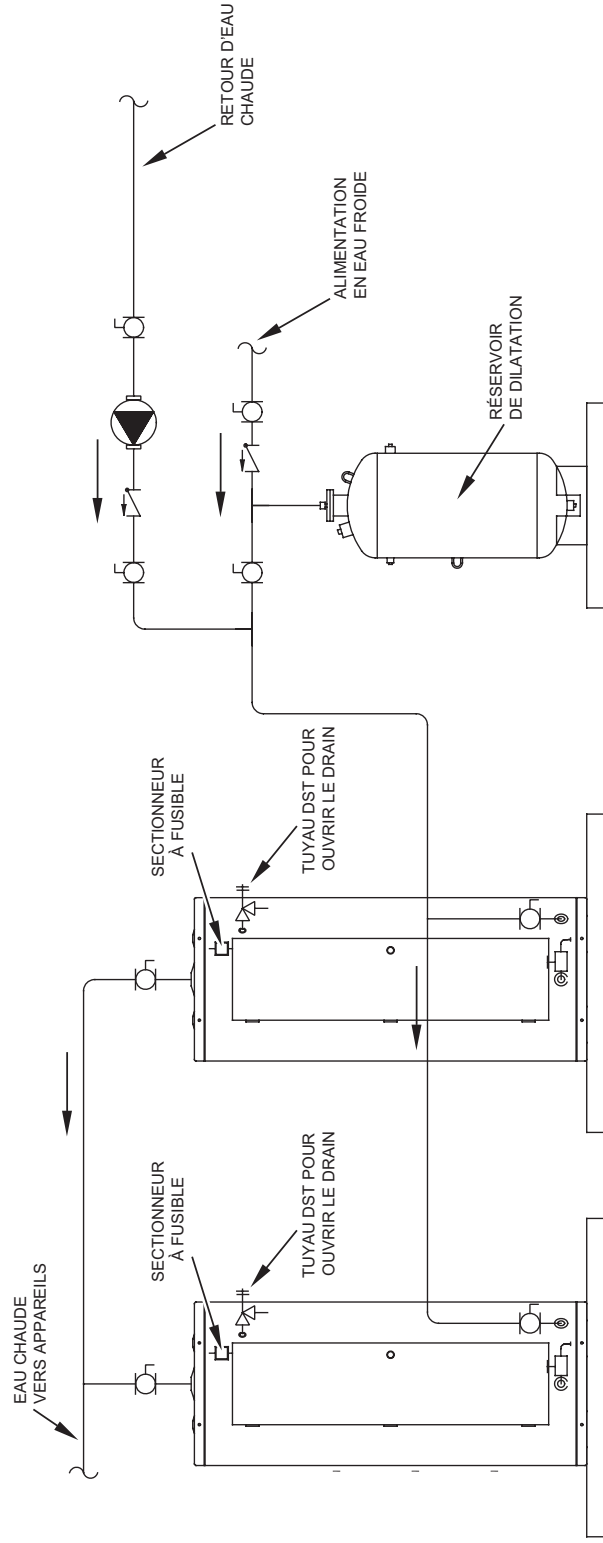 EAU CHAUDE
VERS APPAREILS
SECTIONNEUR
À FUSIBLE
TUYAU DST POUR
OUVRIR LE DRAIN
SECTIONNEUR
À FUSIBLE
TUYAU DST POUR
OUVRIR LE DRAIN
RÉSERVOIR
DE DILATATION
ALIMENTATION
EN EAU FROIDE
RETOUR D'EAU
CHAUDE